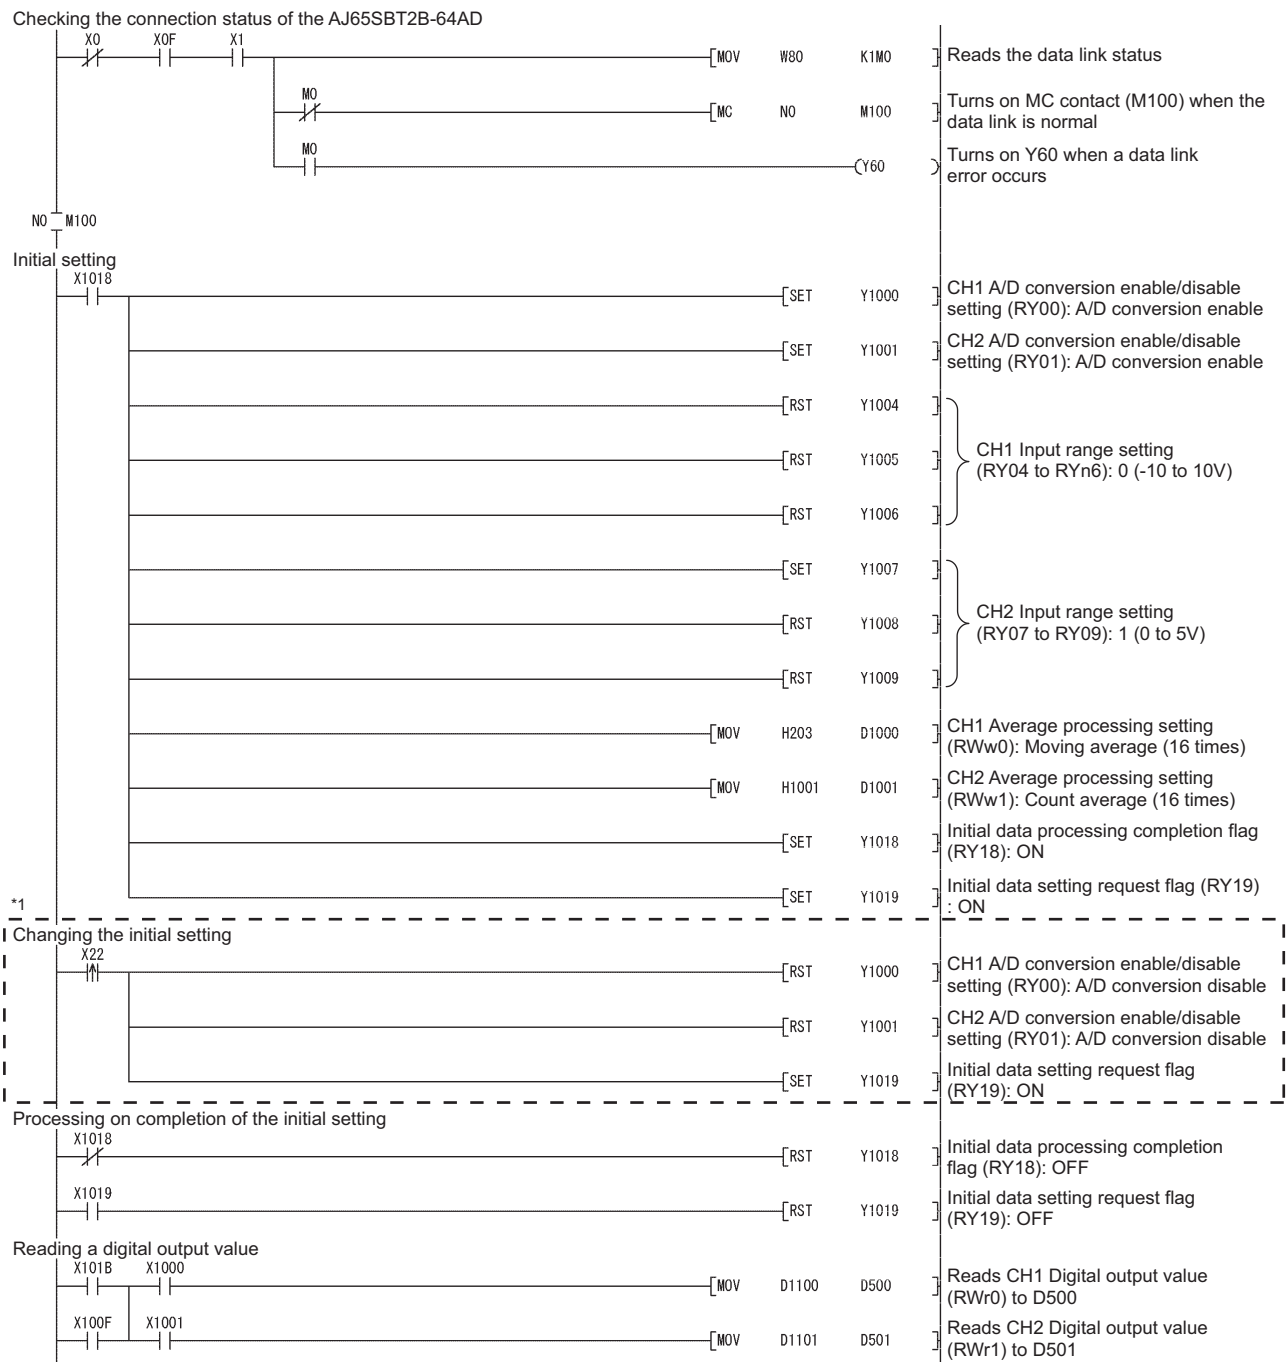 Checking the connection status of the AJ65SBT2B-64AD
X0 X0F X1
MOV W80 K1M0 Reads the data link status
M0
MC N0 M100 Turns on MC contact (M100) when the
data link is normal
M0
Y60 Turns on Y60 when a data link
error occurs
N0 M100
Initial setting
X1018
SET Y1000 CH1 A/D conversion enable/disable
setting (RY00): A/D conversion enable
SET Y1001 CH2 A/D conversion enable/disable
setting (RY01): A/D conversion enable
RST Y1004
RST Y1005 CH1 Input range setting
(RY04 to RYn6): 0 (-10 to 10V)
RST Y1006
SET Y1007
RST Y1008 CH2 Input range setting
(RY07 to RY09): 1 (0 to 5V)
RST Y1009
MOV H203 D1000 CH1 Average processing setting
(RWw0): Moving average (16 times)
MOV H1001 D1001 CH2 Average processing setting
(RWw1): Count average (16 times)
SET Y1018 Initial data processing completion flag
(RY18): ON
SET Y1019 Initial data setting request flag (RY19)
: ON
*1
Changing the initial setting
X22
RST Y1000 CH1 A/D conversion enable/disable
setting (RY00): A/D conversion disable
RST Y1001 CH2 A/D conversion enable/disable
setting (RY01): A/D conversion disable
SET Y1019 Initial data setting request flag
(RY19): ON
Processing on completion of the initial setting
X1018
RST Y1018 Initial data processing completion
flag (RY18): OFF
X1019
RST Y1019 Initial data setting request flag
(RY19): OFF
Reading a digital output value
X101B X1000
MOV D1100 D500 Reads CH1 Digital output value
(RWr0) to D500
X100F X1001
MOV D1101 D501 Reads CH2 Digital output value
(RWr1) to D501